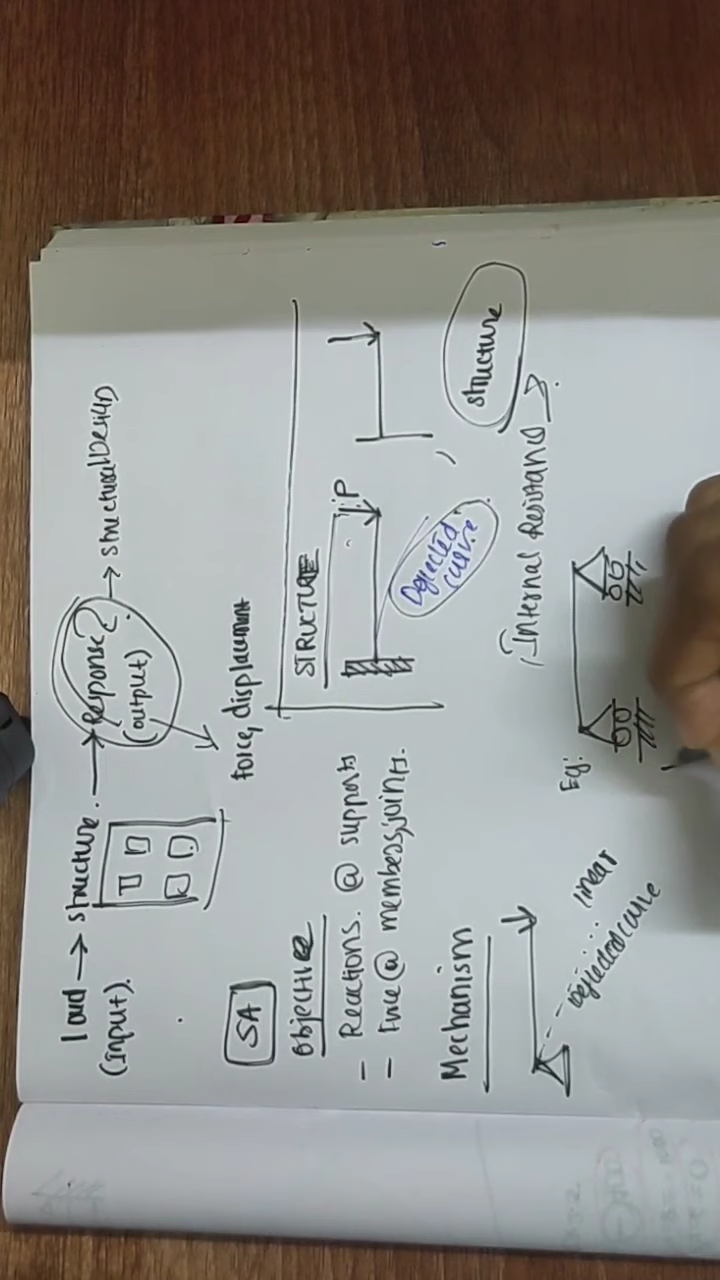 load → structure. → Response?
(input).
(output)
→ structural Design
force, displacement
SA
Objective
- Reactions. @ supports
- force @ members, joints.
STRUCTURE
P
Deflected
curve.
structure
Mechanism
linear
deflected curve
(Internal Resistance)
Eg: